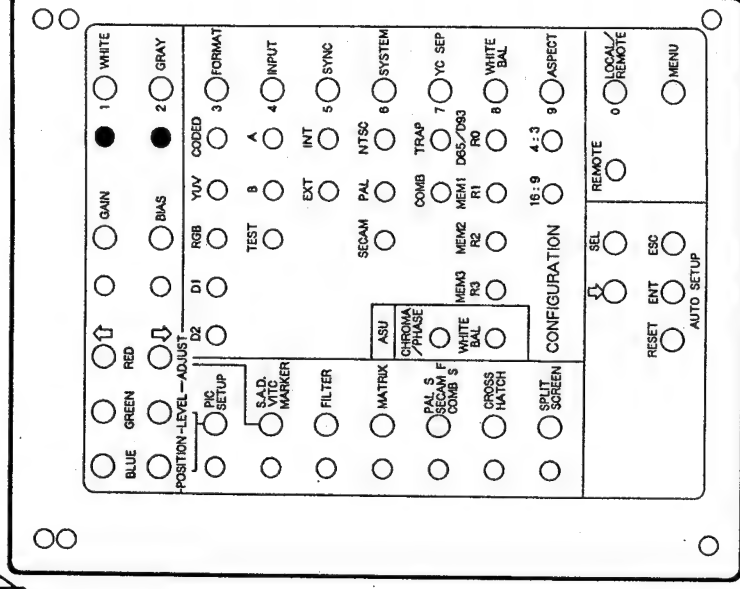 GAIN 1 WHITE
BLUE GREEN RED
BIAS 2 GRAY
POSITION-LEVEL-ADJUST
PIC SETUP D2 D1 RGB YUV CODED 3 FORMAT
S.A.D. VITC MARKER TEST B A 4 INPUT
FILTER EXT INT 5 SYNC
MATRIX ASU SECAM PAL NTSC 6 SYSTEM
PAL S SECAM F COMB S CHROMA/PHASE COMB TRAP 7 YC SEP
CROSS HATCH WHITE BAL MEM3 R3 MEM2 R2 MEM1 R1 D65/D93 R0 8 WHITE BAL
SPLIT SCREEN 16:9 4:3 9 ASPECT
CONFIGURATION
SEL REMOTE 0 LOCAL/REMOTE
RESET ENT ESC MENU
AUTO SETUP